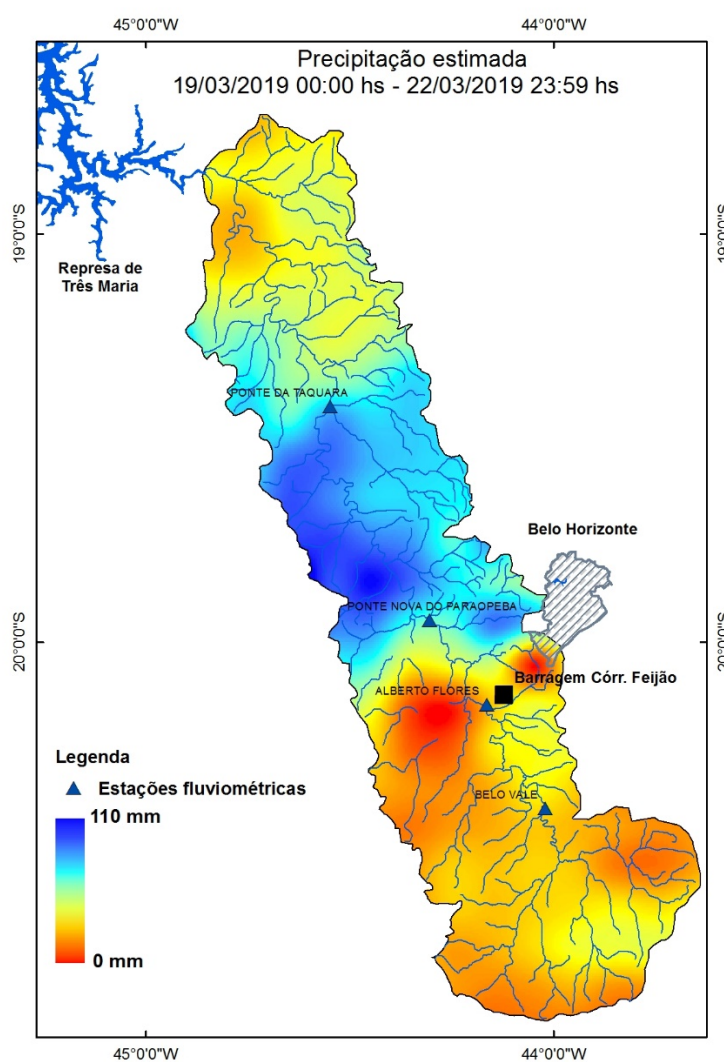 45°0'0"W
44°0'0"W
Precipitação estimada
19/03/2019 00:00 hs - 22/03/2019 23:59 hs
19°0'0"S
19°0'0"S
Represa de
Três Maria
PONTE DA TAQUARA
Belo Horizonte
PONTE NOVA DO PARAOPEBA
20°0'0"S
20°0'0"S
Barragem Córr. Feijão
ALBERTO FLORES
Legenda
Estações fluviométricas
BELO VALE
110 mm
0 mm
45°0'0"W
44°0'0"W